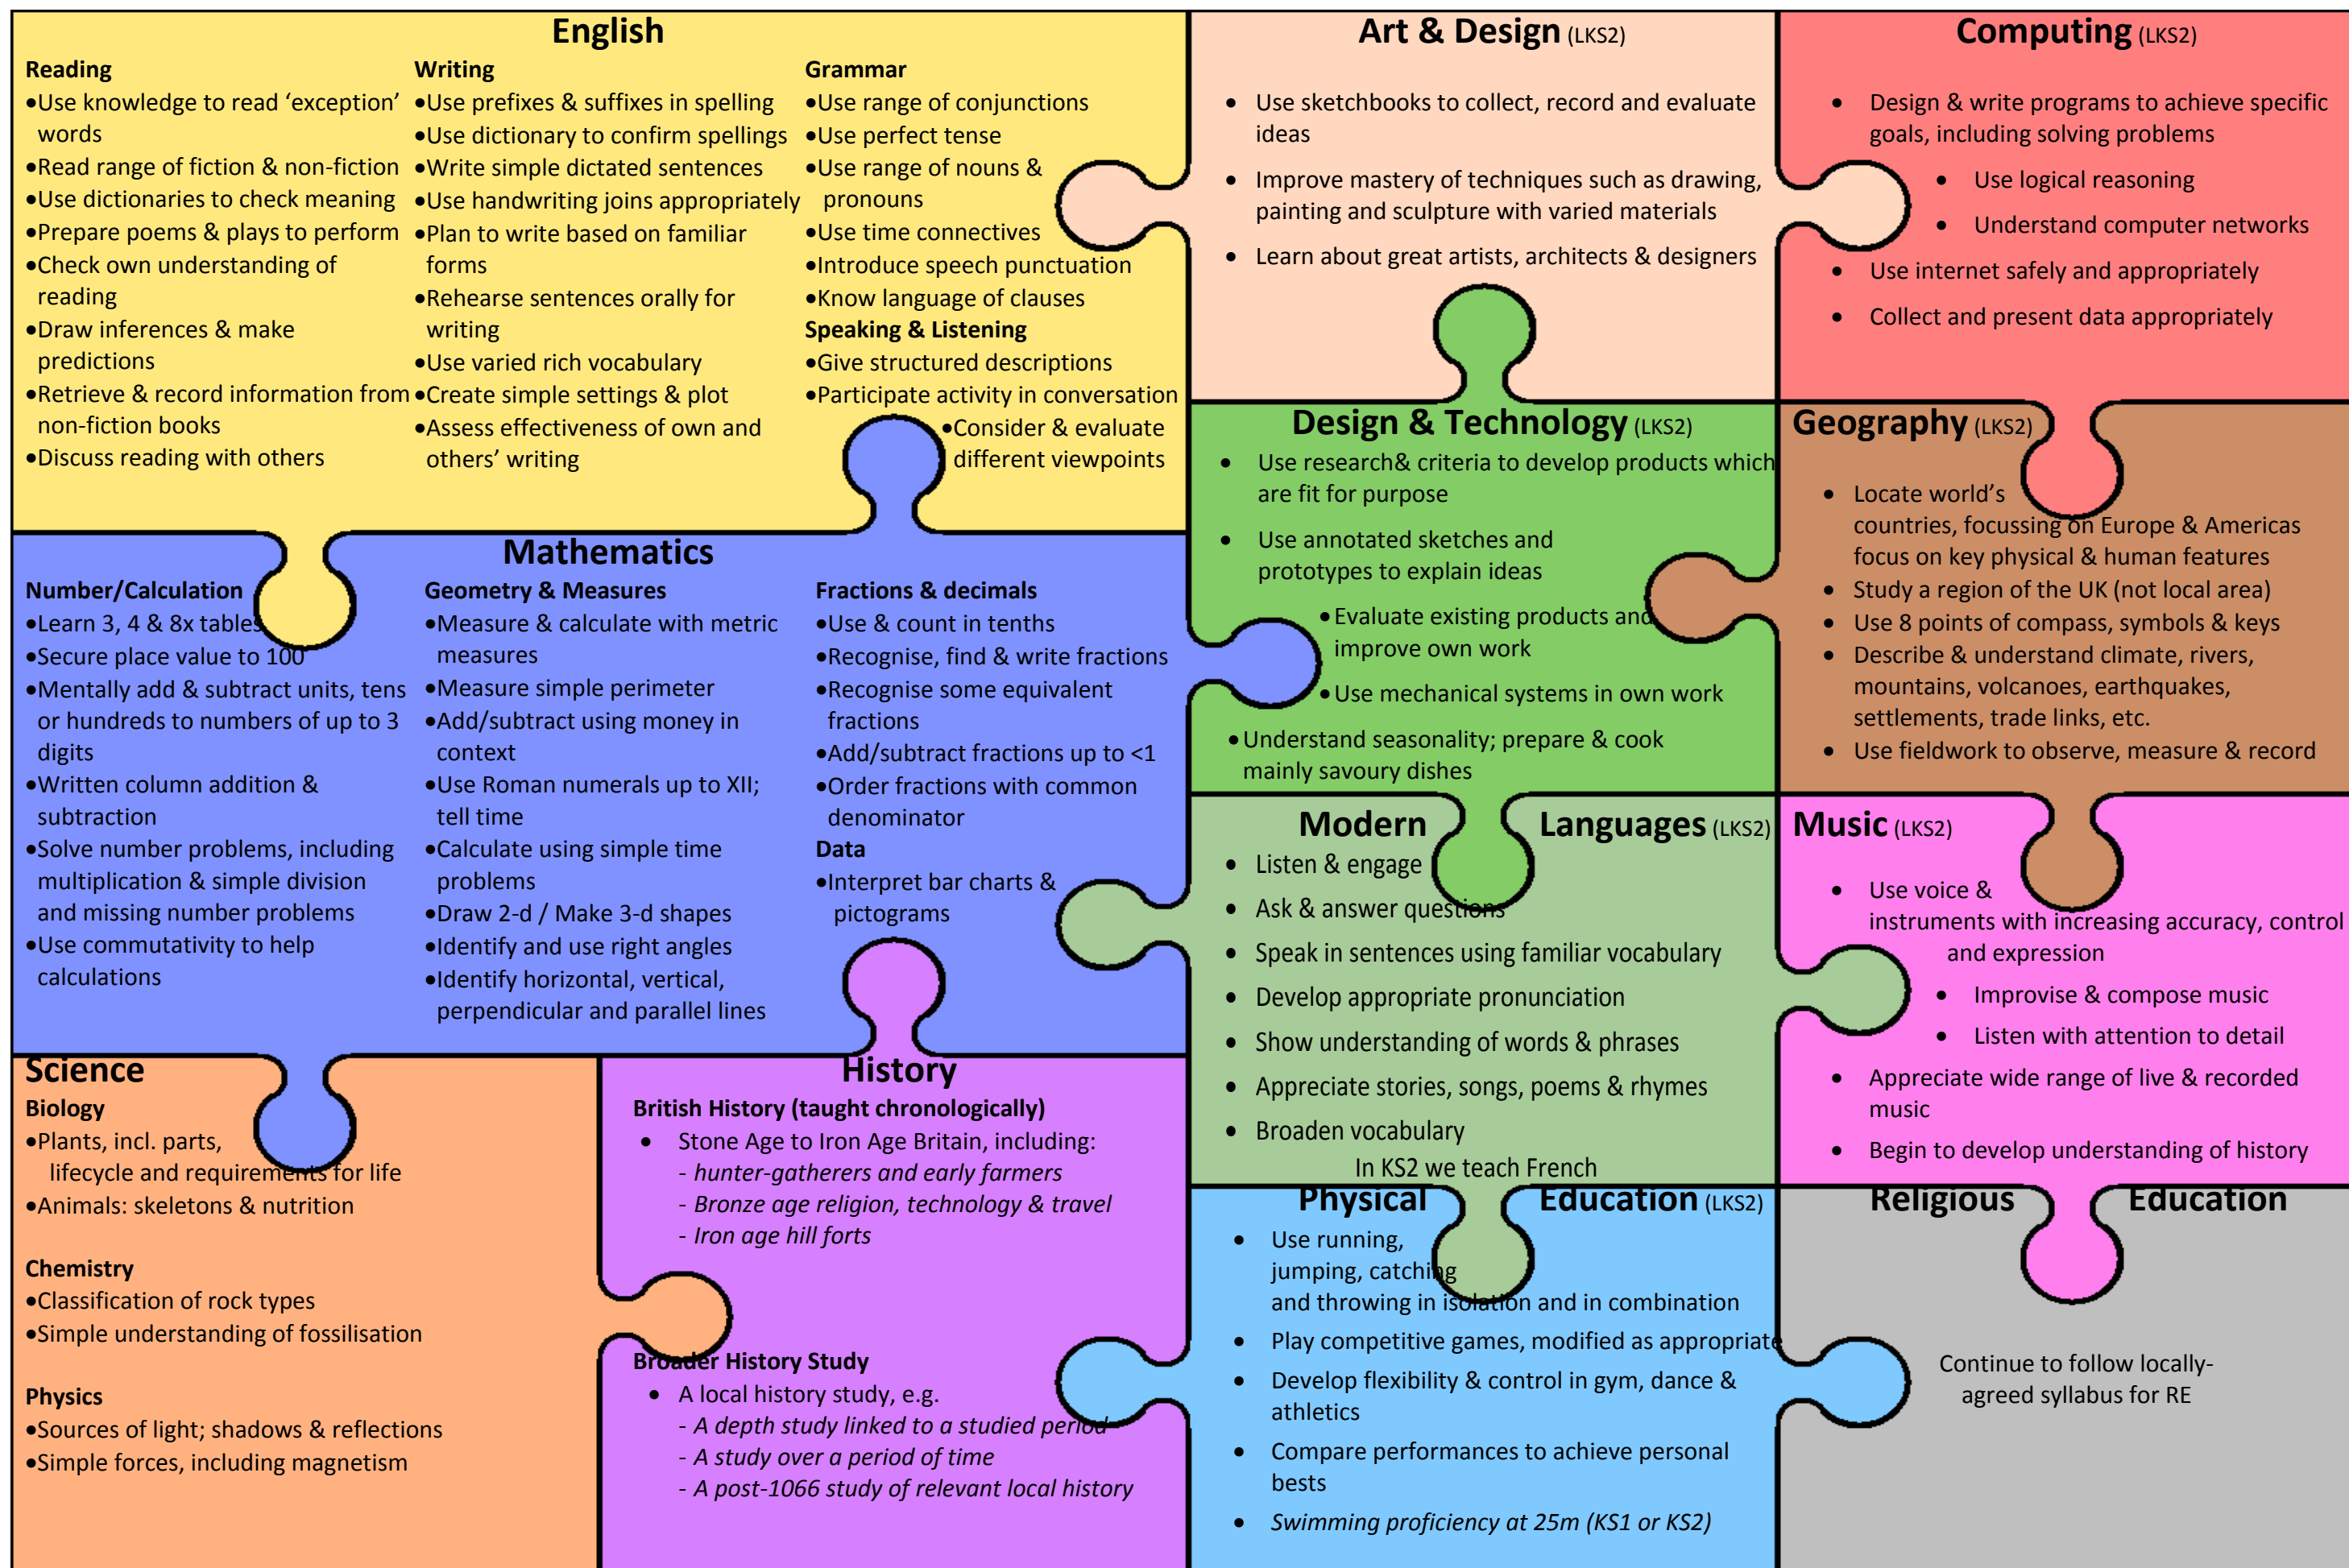 English
Reading
•Use knowledge to read ‘exception’
words
•Read range of fiction & non-fiction
•Use dictionaries to check meaning
•Prepare poems & plays to perform
•Check own understanding of
reading
•Draw inferences & make
predictions
•Retrieve & record information from
non-fiction books
•Discuss reading with others
Writing
•Use prefixes & suffixes in spelling
•Use dictionary to confirm spellings
•Write simple dictated sentences
•Use handwriting joins appropriately
•Plan to write based on familiar
forms
•Rehearse sentences orally for
writing
•Use varied rich vocabulary
•Create simple settings & plot
•Assess effectiveness of own and
others’ writing
Grammar
•Use range of conjunctions
•Use perfect tense
•Use range of nouns &
pronouns
•Use time connectives
•Introduce speech punctuation
•Know language of clauses
Speaking & Listening
•Give structured descriptions
•Participate activity in conversation
•Consider & evaluate
different viewpoints
Art & Design (LKS2)
• Use sketchbooks to collect, record and evaluate
ideas
• Improve mastery of techniques such as drawing,
painting and sculpture with varied materials
• Learn about great artists, architects & designers
Computing (LKS2)
• Design & write programs to achieve specific
goals, including solving problems
• Use logical reasoning
• Understand computer networks
• Use internet safely and appropriately
• Collect and present data appropriately
Design & Technology (LKS2)
• Use research& criteria to develop products which
are fit for purpose
• Use annotated sketches and
prototypes to explain ideas
•Evaluate existing products and
improve own work
•Use mechanical systems in own work
•Understand seasonality; prepare & cook
mainly savoury dishes
Geography (LKS2)
• Locate world’s
countries, focussing on Europe & Americas
focus on key physical & human features
• Study a region of the UK (not local area)
• Use 8 points of compass, symbols & keys
• Describe & understand climate, rivers,
mountains, volcanoes, earthquakes,
settlements, trade links, etc.
• Use fieldwork to observe, measure & record
Mathematics
Number/Calculation
•Learn 3, 4 & 8x tables
•Secure place value to 100
•Mentally add & subtract units, tens
or hundreds to numbers of up to 3
digits
•Written column addition &
subtraction
•Solve number problems, including
multiplication & simple division
and missing number problems
•Use commutativity to help
calculations
Geometry & Measures
•Measure & calculate with metric
measures
•Measure simple perimeter
•Add/subtract using money in
context
•Use Roman numerals up to XII;
tell time
•Calculate using simple time
problems
•Draw 2-d / Make 3-d shapes
•Identify and use right angles
•Identify horizontal, vertical,
perpendicular and parallel lines
Fractions & decimals
•Use & count in tenths
•Recognise, find & write fractions
•Recognise some equivalent
fractions
•Add/subtract fractions up to <1
•Order fractions with common
denominator
Data
•Interpret bar charts &
pictograms
Modern Languages (LKS2)
• Listen & engage
• Ask & answer questions
• Speak in sentences using familiar vocabulary
• Develop appropriate pronunciation
• Show understanding of words & phrases
• Appreciate stories, songs, poems & rhymes
• Broaden vocabulary
In KS2 we teach French
Music (LKS2)
• Use voice &
instruments with increasing accuracy, control
and expression
• Improvise & compose music
• Listen with attention to detail
• Appreciate wide range of live & recorded
music
• Begin to develop understanding of history
Science
Biology
•Plants, incl. parts,
lifecycle and requirements for life
•Animals: skeletons & nutrition
Chemistry
•Classification of rock types
•Simple understanding of fossilisation
Physics
•Sources of light; shadows & reflections
•Simple forces, including magnetism
History
British History (taught chronologically)
• Stone Age to Iron Age Britain, including:
- hunter-gatherers and early farmers
- Bronze age religion, technology & travel
- Iron age hill forts
Broader History Study
• A local history study, e.g.
- A depth study linked to a studied period
- A study over a period of time
- A post-1066 study of relevant local history
Physical Education (LKS2)
• Use running,
jumping, catching
and throwing in isolation and in combination
• Play competitive games, modified as appropriate
• Develop flexibility & control in gym, dance &
athletics
• Compare performances to achieve personal
bests
• Swimming proficiency at 25m (KS1 or KS2)
Religious Education
Continue to follow locally-
agreed syllabus for RE